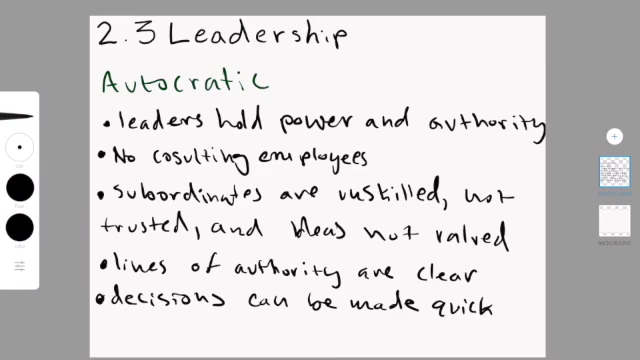 2.3 Leadership
Autocratic
• leaders hold power and authority
• No cosulting employees
• subordinates are unskilled, not
trusted, and ideas not valved
• lines of authority are clear
• decisions can be made quick